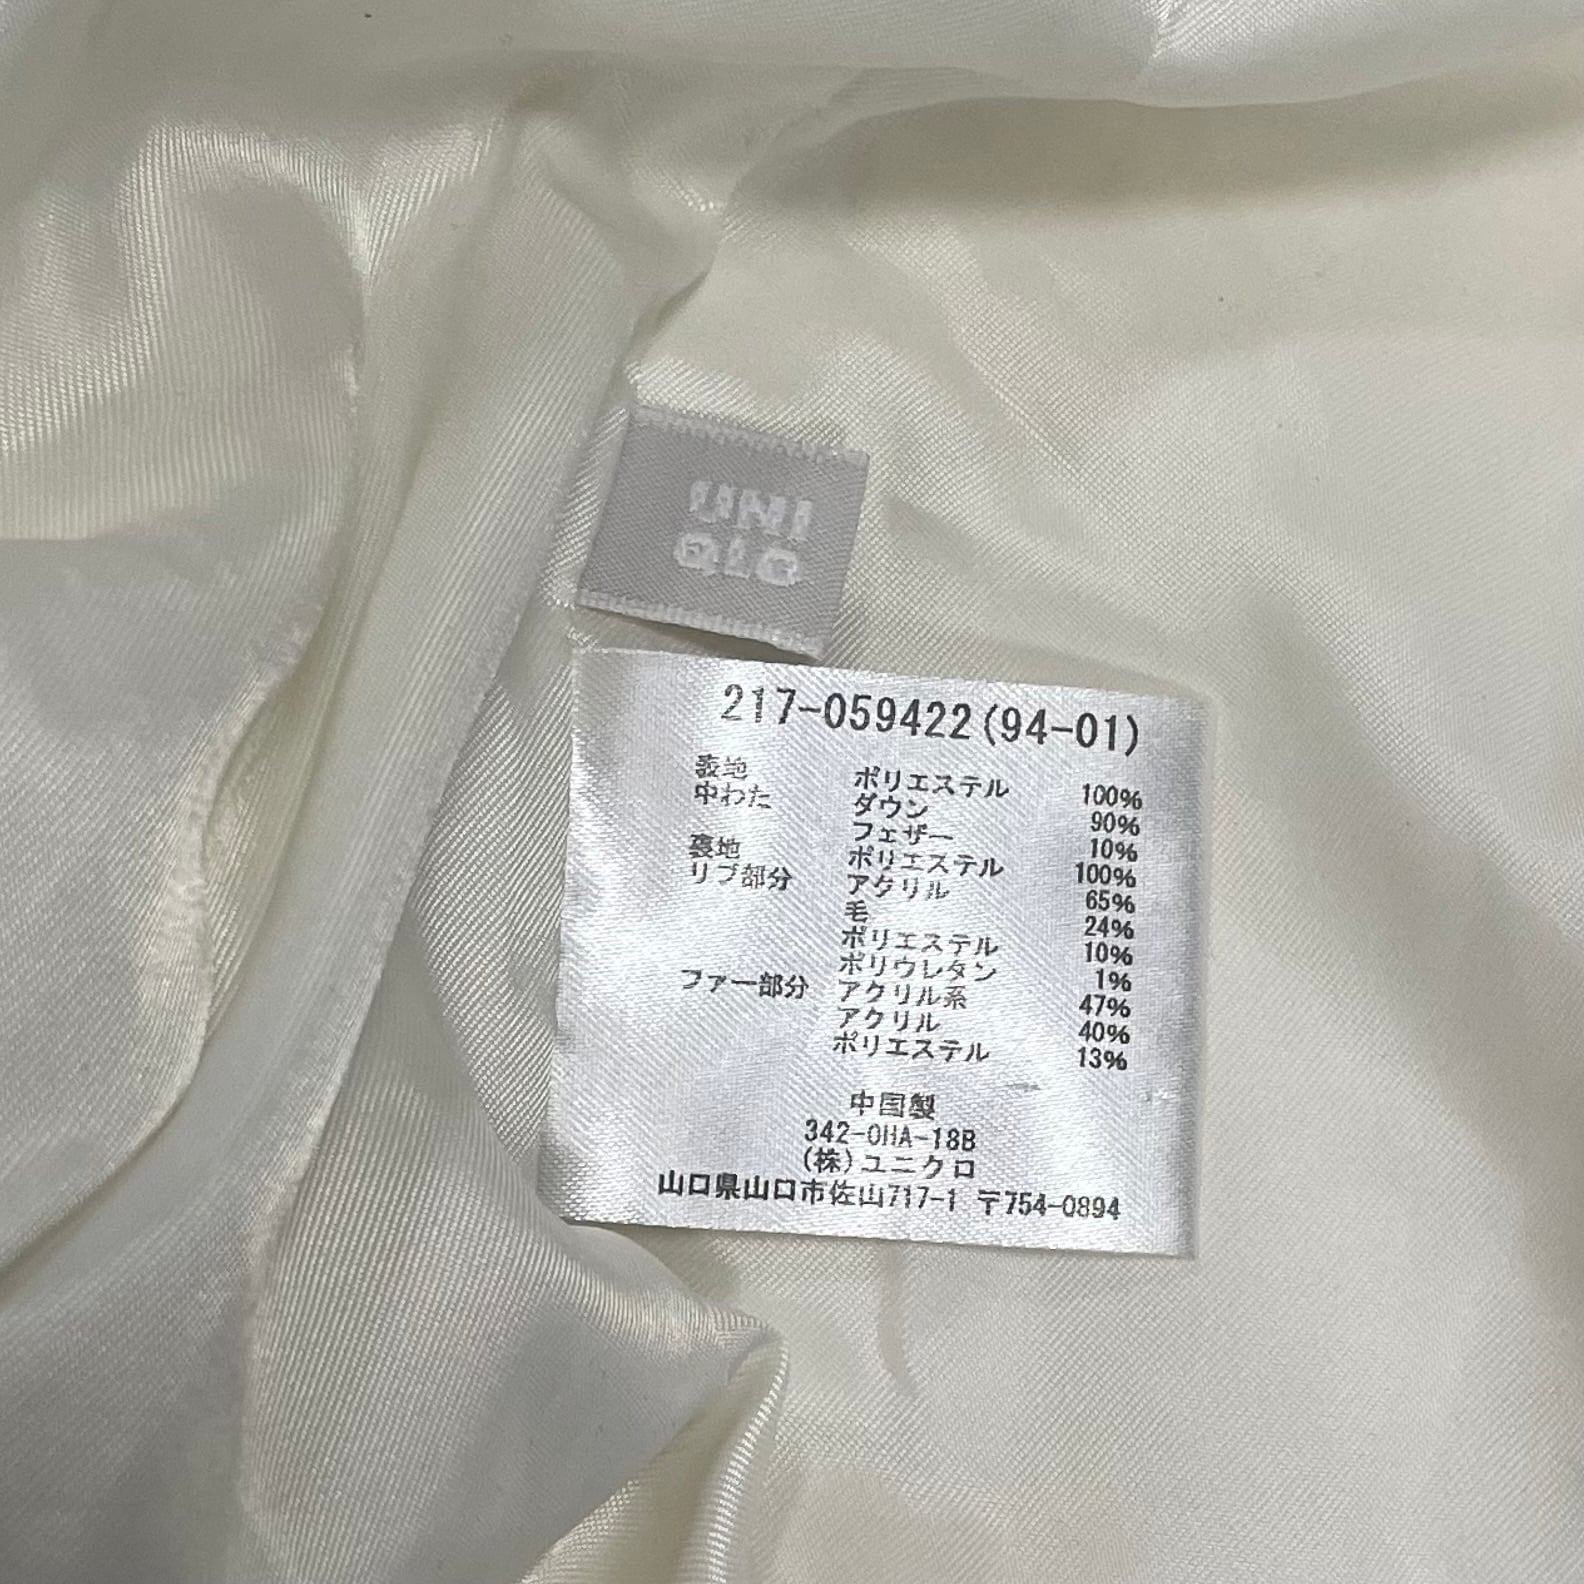 UNI
QLO
217-059422(94-01)
表地 ポリエステル 100%
中わた ダウン 90%
フェザー 10%
裏地 ポリエステル 100%
リブ部分 アクリル 65%
毛 24%
ポリエステル 10%
ポリウレタン 1%
ファー部分 アクリル系 47%
アクリル 40%
ポリエステル 13%
中国製
342-0HA-18B
(株)ユニクロ
山口県山口市佐山717-1 〒754-0894